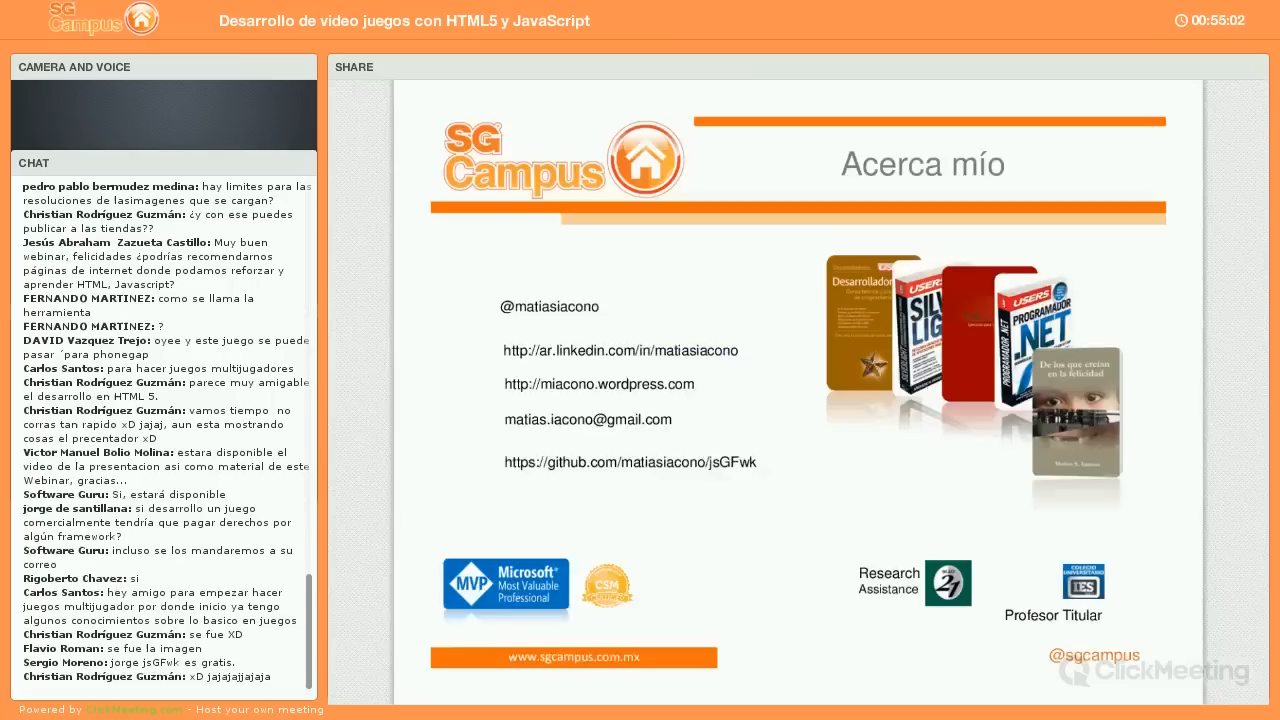 SG Campus
Desarrollo de video juegos con HTML5 y JavaScript
00:55:02
CAMERA AND VOICE
CHAT
pedro pablo bermudez medina: hay limites para las
resoluciones de lasimagenes que se cargan?
Christian Rodríguez Guzmán: ¿y con ese puedes
publicar a las tiendas??
Jesús Abraham Zazueta Castillo: Muy buen
webinar, felicidades ¿podrías recomendarnos
páginas de internet donde podamos reforzar y
aprender HTML, Javascript?
FERNANDO MARTINEZ: como se llama la
herramienta
FERNANDO MARTINEZ: ?
DAVID Vazquez Trejo: oyee y este juego se puede
pasar ´para phonegap
Carlos Santos: para hacer juegos multijugadores
Christian Rodríguez Guzmán: parece muy amigable
el desarrollo en HTML 5.
Christian Rodríguez Guzmán: vamos tiempo no
corras tan rapido xD jajaj, aun esta mostrando
cosas el precentador xD
Victor Manuel Bolio Molina: estara disponible el
video de la presentacion asi como material de este
Webinar, gracias...
Software Guru: Si, estará disponible
jorge de santillana: si desarrollo un juego
comercialmente tendría que pagar derechos por
algún framework?
Software Guru: incluso se los mandaremos a su
correo
Rigoberto Chavez: si
Carlos Santos: hey amigo para empezar hacer
juegos multijugador por donde inicio ya tengo
algunos conocimientos sobre lo basico en juegos
Christian Rodríguez Guzmán: se fue XD
Flavio Roman: se fue la imagen
Sergio Moreno: jorge jsGFwk es gratis.
Christian Rodríguez Guzmán: xD jajajajjajaja
Powered by ClickMeeting.com - Host your own meeting
SHARE
SG
Campus
Acerca mío
@matiasiacono
http://ar.linkedin.com/in/matiasiacono
http://miacono.wordpress.com
matias.iacono@gmail.com
https://github.com/matiasiacono/jsGFwk
Desarrollador
USERS
SILV
LIG
USERS
PROGRAMADOR
.NET
PROGRAMADOR .NET
De los que creían
en la felicidad
MVP
Microsoft
Most Valuable
Professional
CSM
Research
Assistance
21
COLEGIO
UNIVERSITARIO
IES
Profesor Titular
www.sgcampus.com.mx
@sgcampus
ClickMeeting